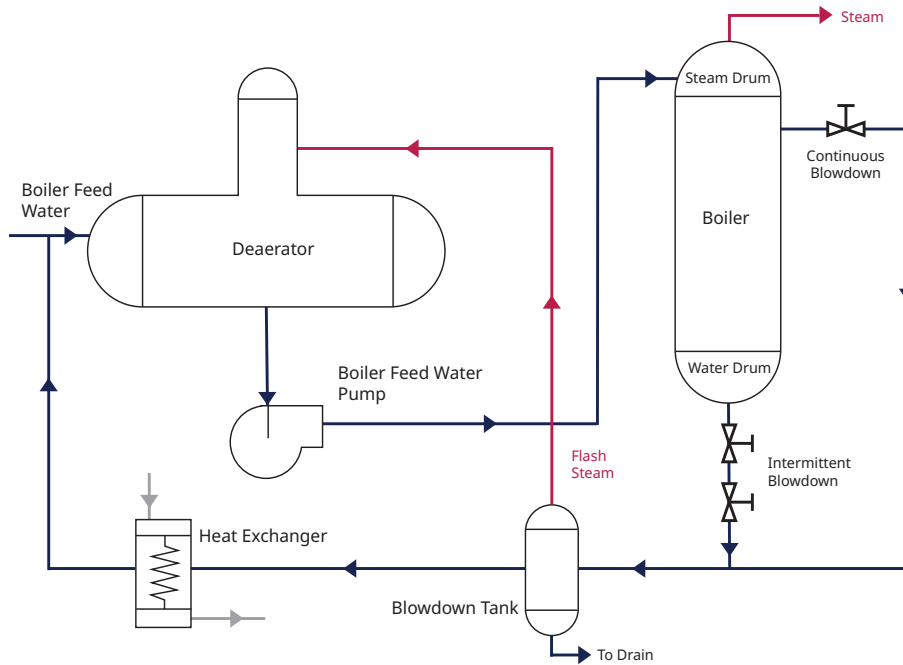 Steam
Steam Drum
Continuous
Blowdown
Boiler Feed
Water
Deaerator
Boiler
Boiler Feed Water
Pump
Water Drum
Flash
Steam
Intermittent
Blowdown
Heat Exchanger
Blowdown Tank
To Drain